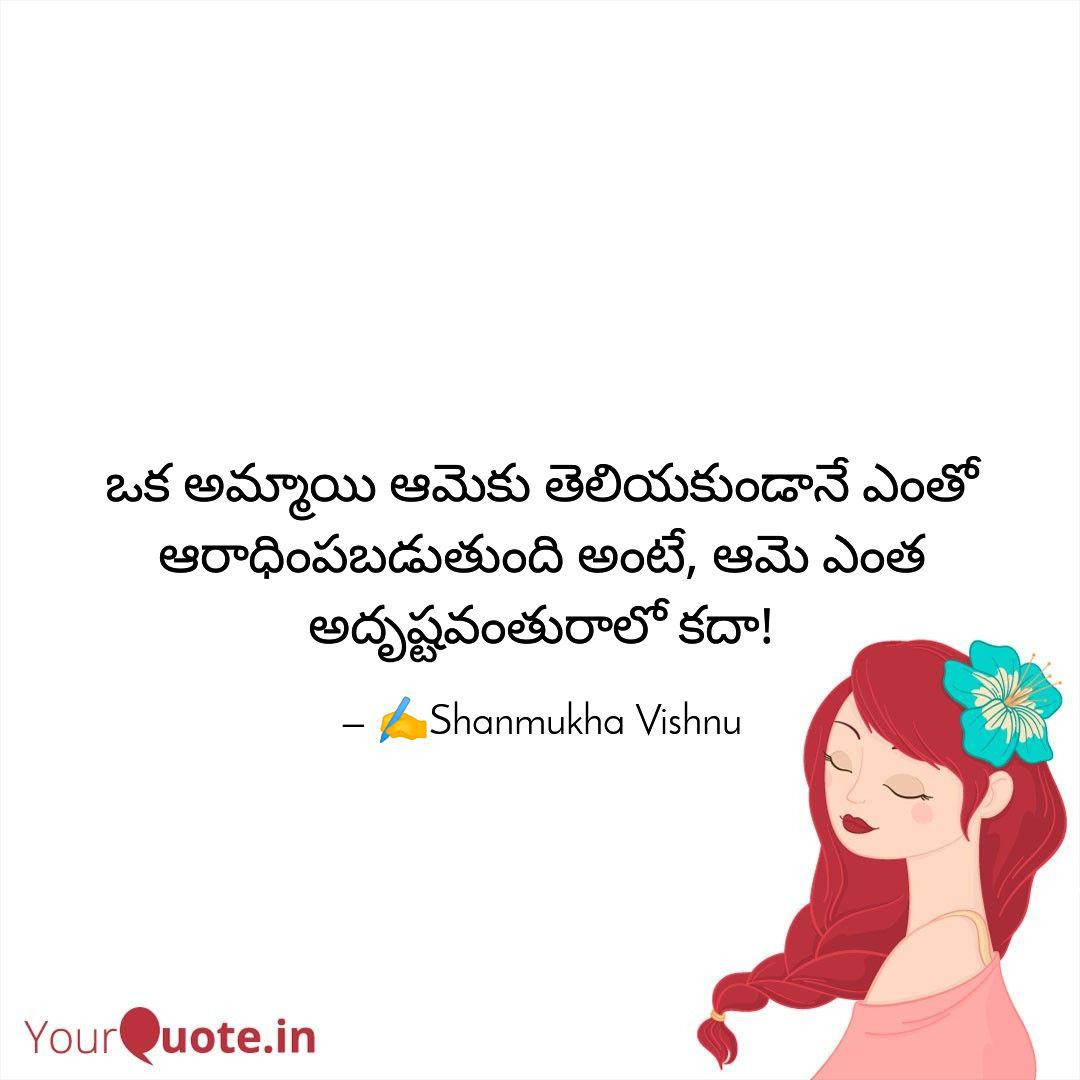 ఒక అమ్మాయి ఆమెకు తెలియకుండానే ఎంతో
ఆరాధింపబడుతుంది అంటే, ఆమె ఎంత
అదృష్టవంతురాలో కదా!
– ✍️Shanmukha Vishnu
YourQuote.in